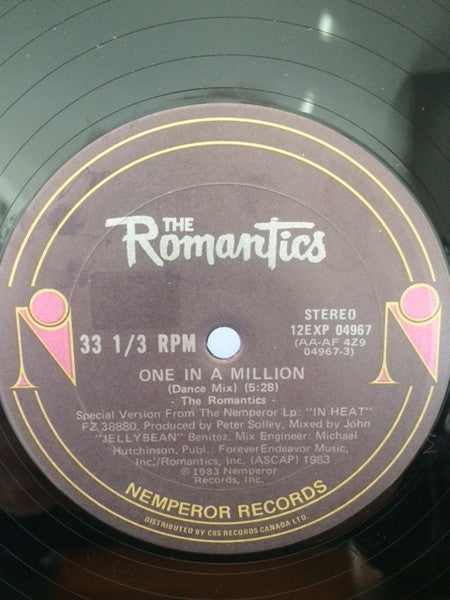 THE
Romantics
33 1/3 RPM
STEREO
12EXP 04967
(AA-AF 4Z9
04967-3)
ONE IN A MILLION
(Dance Mix) (5:28)
- The Romantics -
Special Version From The Nemperor Lp: "IN HEAT"
FZ 38880. Produced by Peter Solley, Mixed by John
"JELLYBEAN" Benitez. Mix Engineer: Michael
Hutchinson. Publ.: ForeverEndeavor Music,
Inc./Romantics, Inc. (ASCAP) 1983
© 1983 Nemperor
Records, Inc.
NEMPEROR RECORDS
DISTRIBUTED BY CBS RECORDS CANADA LTD.